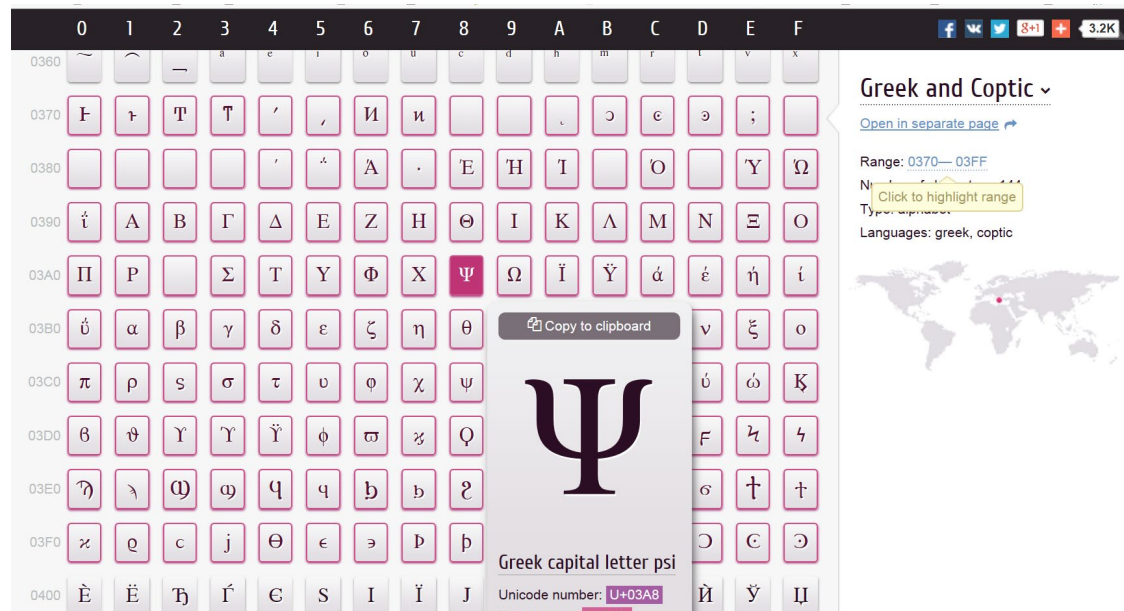 0 1 2 3 4 5 6 7 8 9 A B C D E F
3.2K
0360
0370 Ͱ ͱ Ͳ ͳ ʹ ͵ Ͷ ͷ ͺ ͻ ͼ ͽ ;
0380 ΄ ΅ Ά · Έ Ή Ί Ό Ύ Ώ
0390 ΐ Α Β Γ Δ Ε Ζ Η Θ Ι Κ Λ Μ Ν Ξ Ο
03A0 Π Ρ Σ Τ Υ Φ Χ Ψ Ω Ϊ Ϋ ά έ ή ί
03B0 ΰ α β γ δ ε ζ η θ ν ξ ο
03C0 π ρ ς σ τ υ φ χ ψ ύ ώ Ϗ
03D0 ϐ ϑ ϒ ϓ ϔ ϕ ϖ ϗ Ϙ ϝ Ϟ ϟ
03E0 Ϡ ϡ Ϣ ϣ Ϥ ϥ Ϧ ϧ Ϩ ϭ Ϯ ϯ
03F0 ϰ ϱ ϲ ϳ ϴ ϵ ϶ Ϸ ϸ Ͻ Ͼ Ͽ
0400 Ѐ Ё Ђ Ѓ Є Ѕ І Ї Ј Ѝ Ў Џ
Copy to clipboard
Ψ
Greek capital letter psi
Unicode number: U+03A8
Greek and Coptic
Open in separate page
Range: 0370— 03FF
Click to highlight range
Languages: greek, coptic